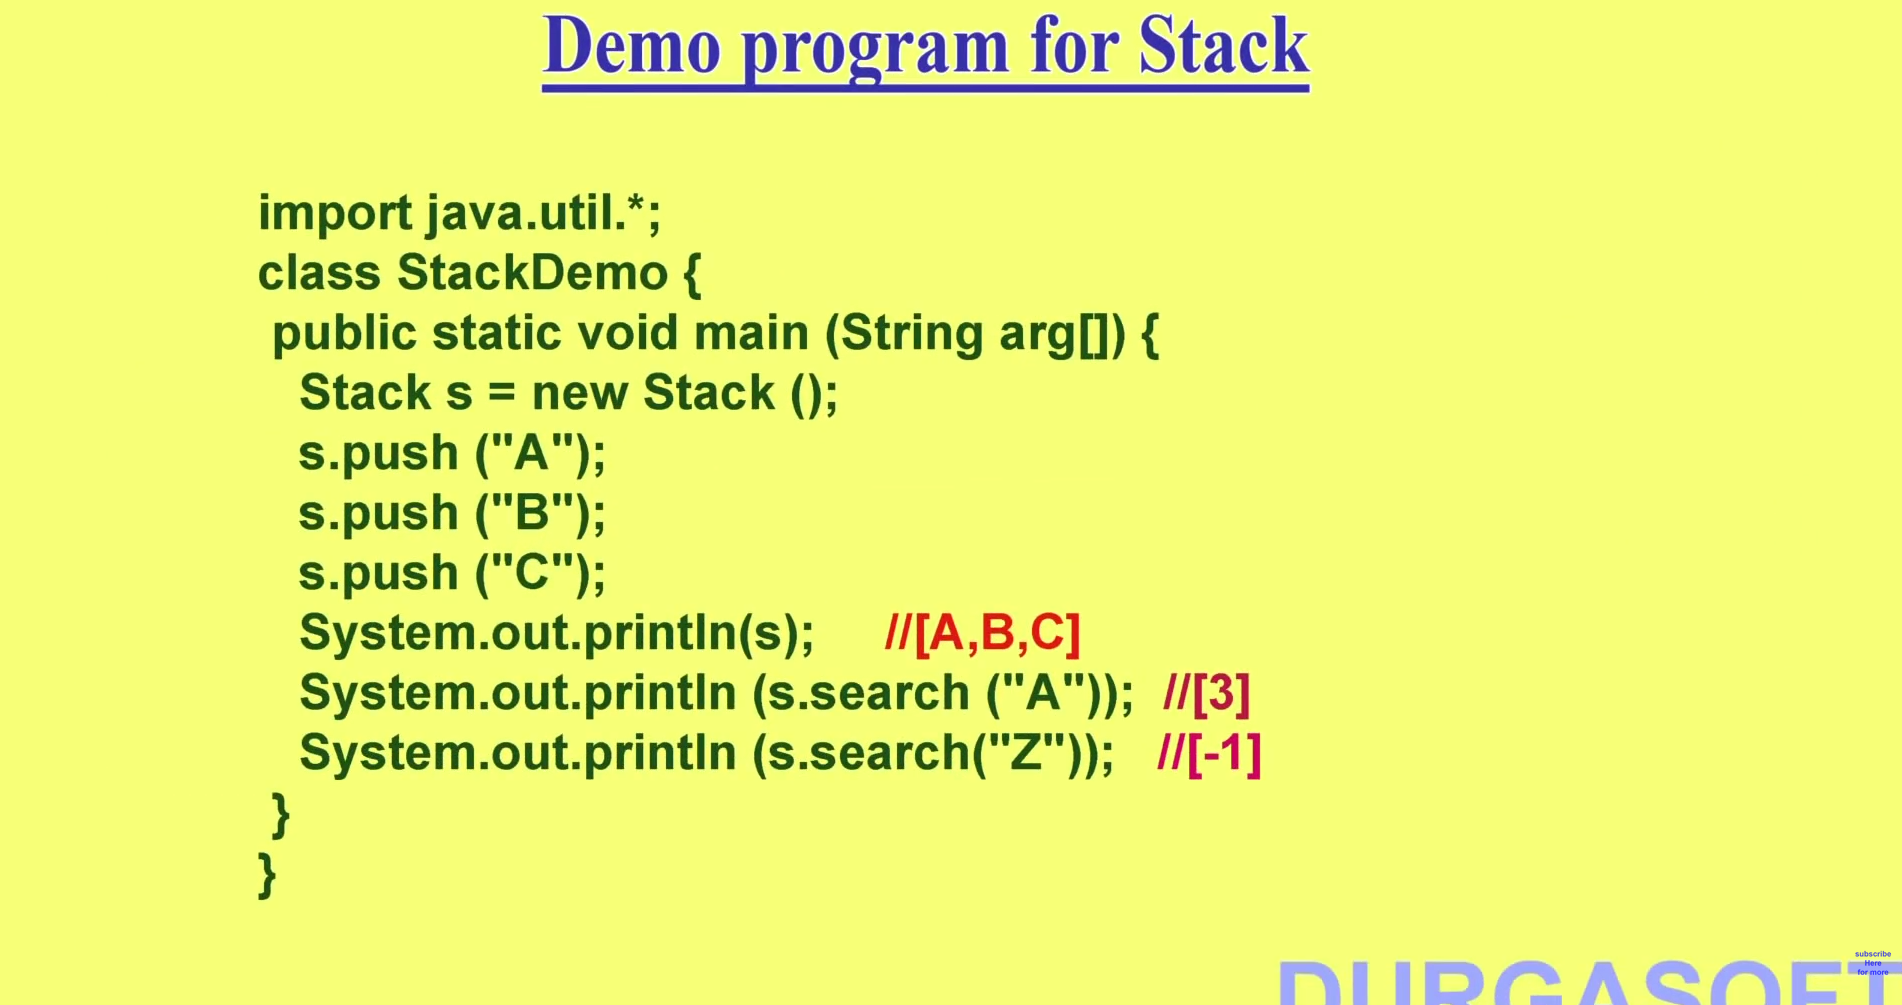 Demo program for Stack
import java.util.*;
class StackDemo {
public static void main (String arg[]) {
Stack s = new Stack ();
s.push ("A");
s.push ("B");
s.push ("C");
System.out.println(s); //[A,B,C]
System.out.println (s.search ("A")); //[3]
System.out.println (s.search("Z")); //[-1]
}
}
subscribe
Here
for more
DURGASOFT